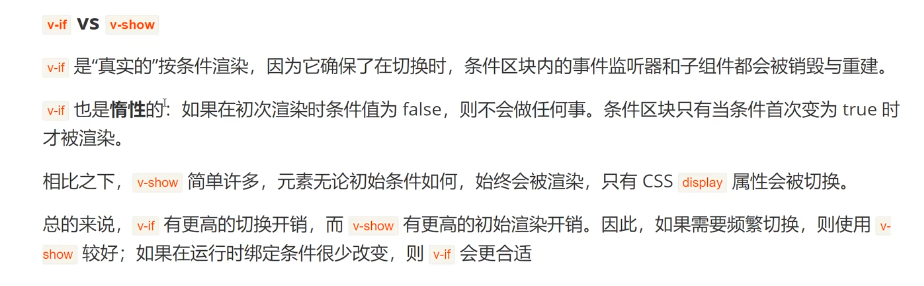 v-if vs v-show
v-if 是“真实的”按条件渲染，因为它确保了在切换时，条件区块内的事件监听器和子组件都会被销毁与重建。
v-if 也是惰性的：如果在初次渲染时条件值为 false，则不会做任何事。条件区块只有当条件首次变为 true 时
才被渲染。
相比之下，v-show 简单许多，元素无论初始条件如何，始终会被渲染，只有 CSS display 属性会被切换。
总的来说，v-if 有更高的切换开销，而 v-show 有更高的初始渲染开销。因此，如果需要频繁切换，则使用 v-
show 较好；如果在运行时绑定条件很少改变，则 v-if 会更合适